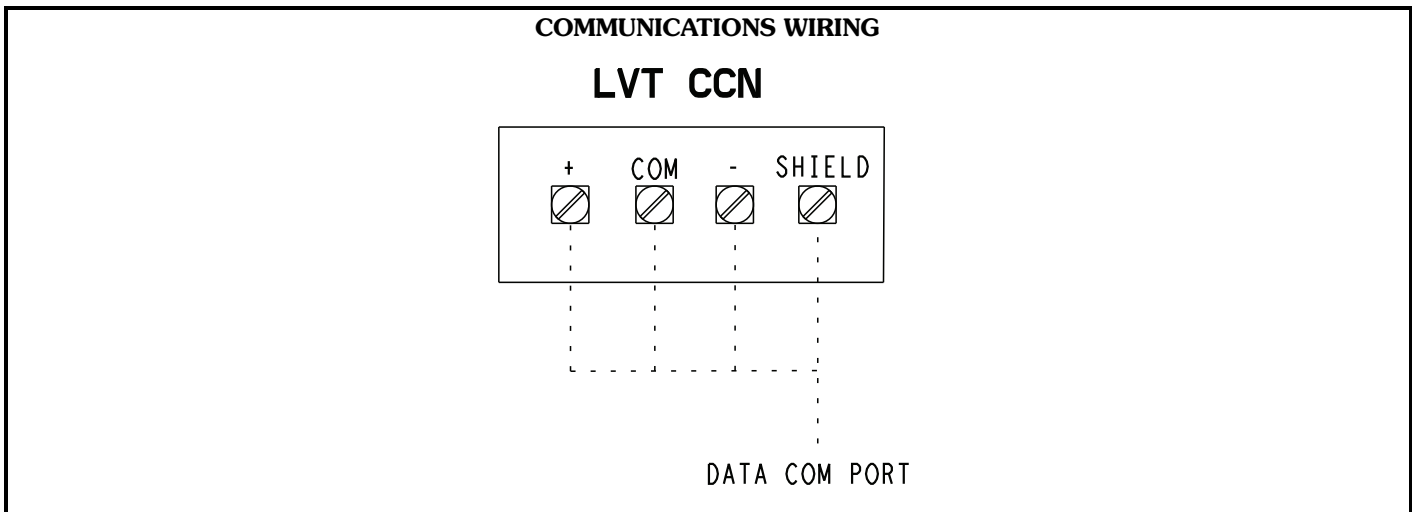 COMMUNICATIONS WIRING
LVT CCN
+ COM - SHIELD
DATA COM PORT